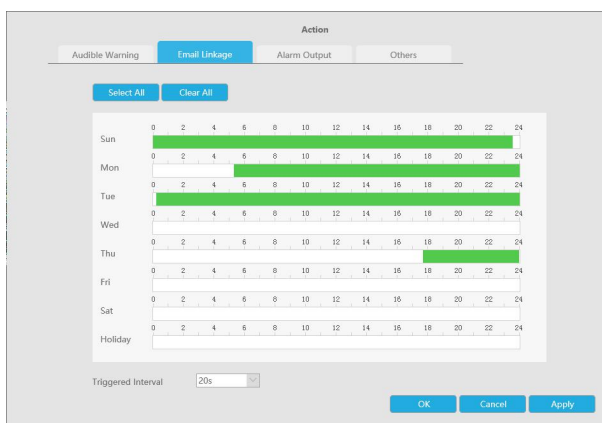 Action
Audible Warning Email Linkage Alarm Output Others
Select All Clear All
0 2 4 6 8 10 12 14 16 18 20 22 24
Sun
0 2 4 6 8 10 12 14 16 18 20 22 24
Mon
0 2 4 6 8 10 12 14 16 18 20 22 24
Tue
0 2 4 6 8 10 12 14 16 18 20 22 24
Wed
0 2 4 6 8 10 12 14 16 18 20 22 24
Thu
0 2 4 6 8 10 12 14 16 18 20 22 24
Fri
0 2 4 6 8 10 12 14 16 18 20 22 24
Sat
0 2 4 6 8 10 12 14 16 18 20 22 24
Holiday
Triggered Interval 20s
OK Cancel Apply